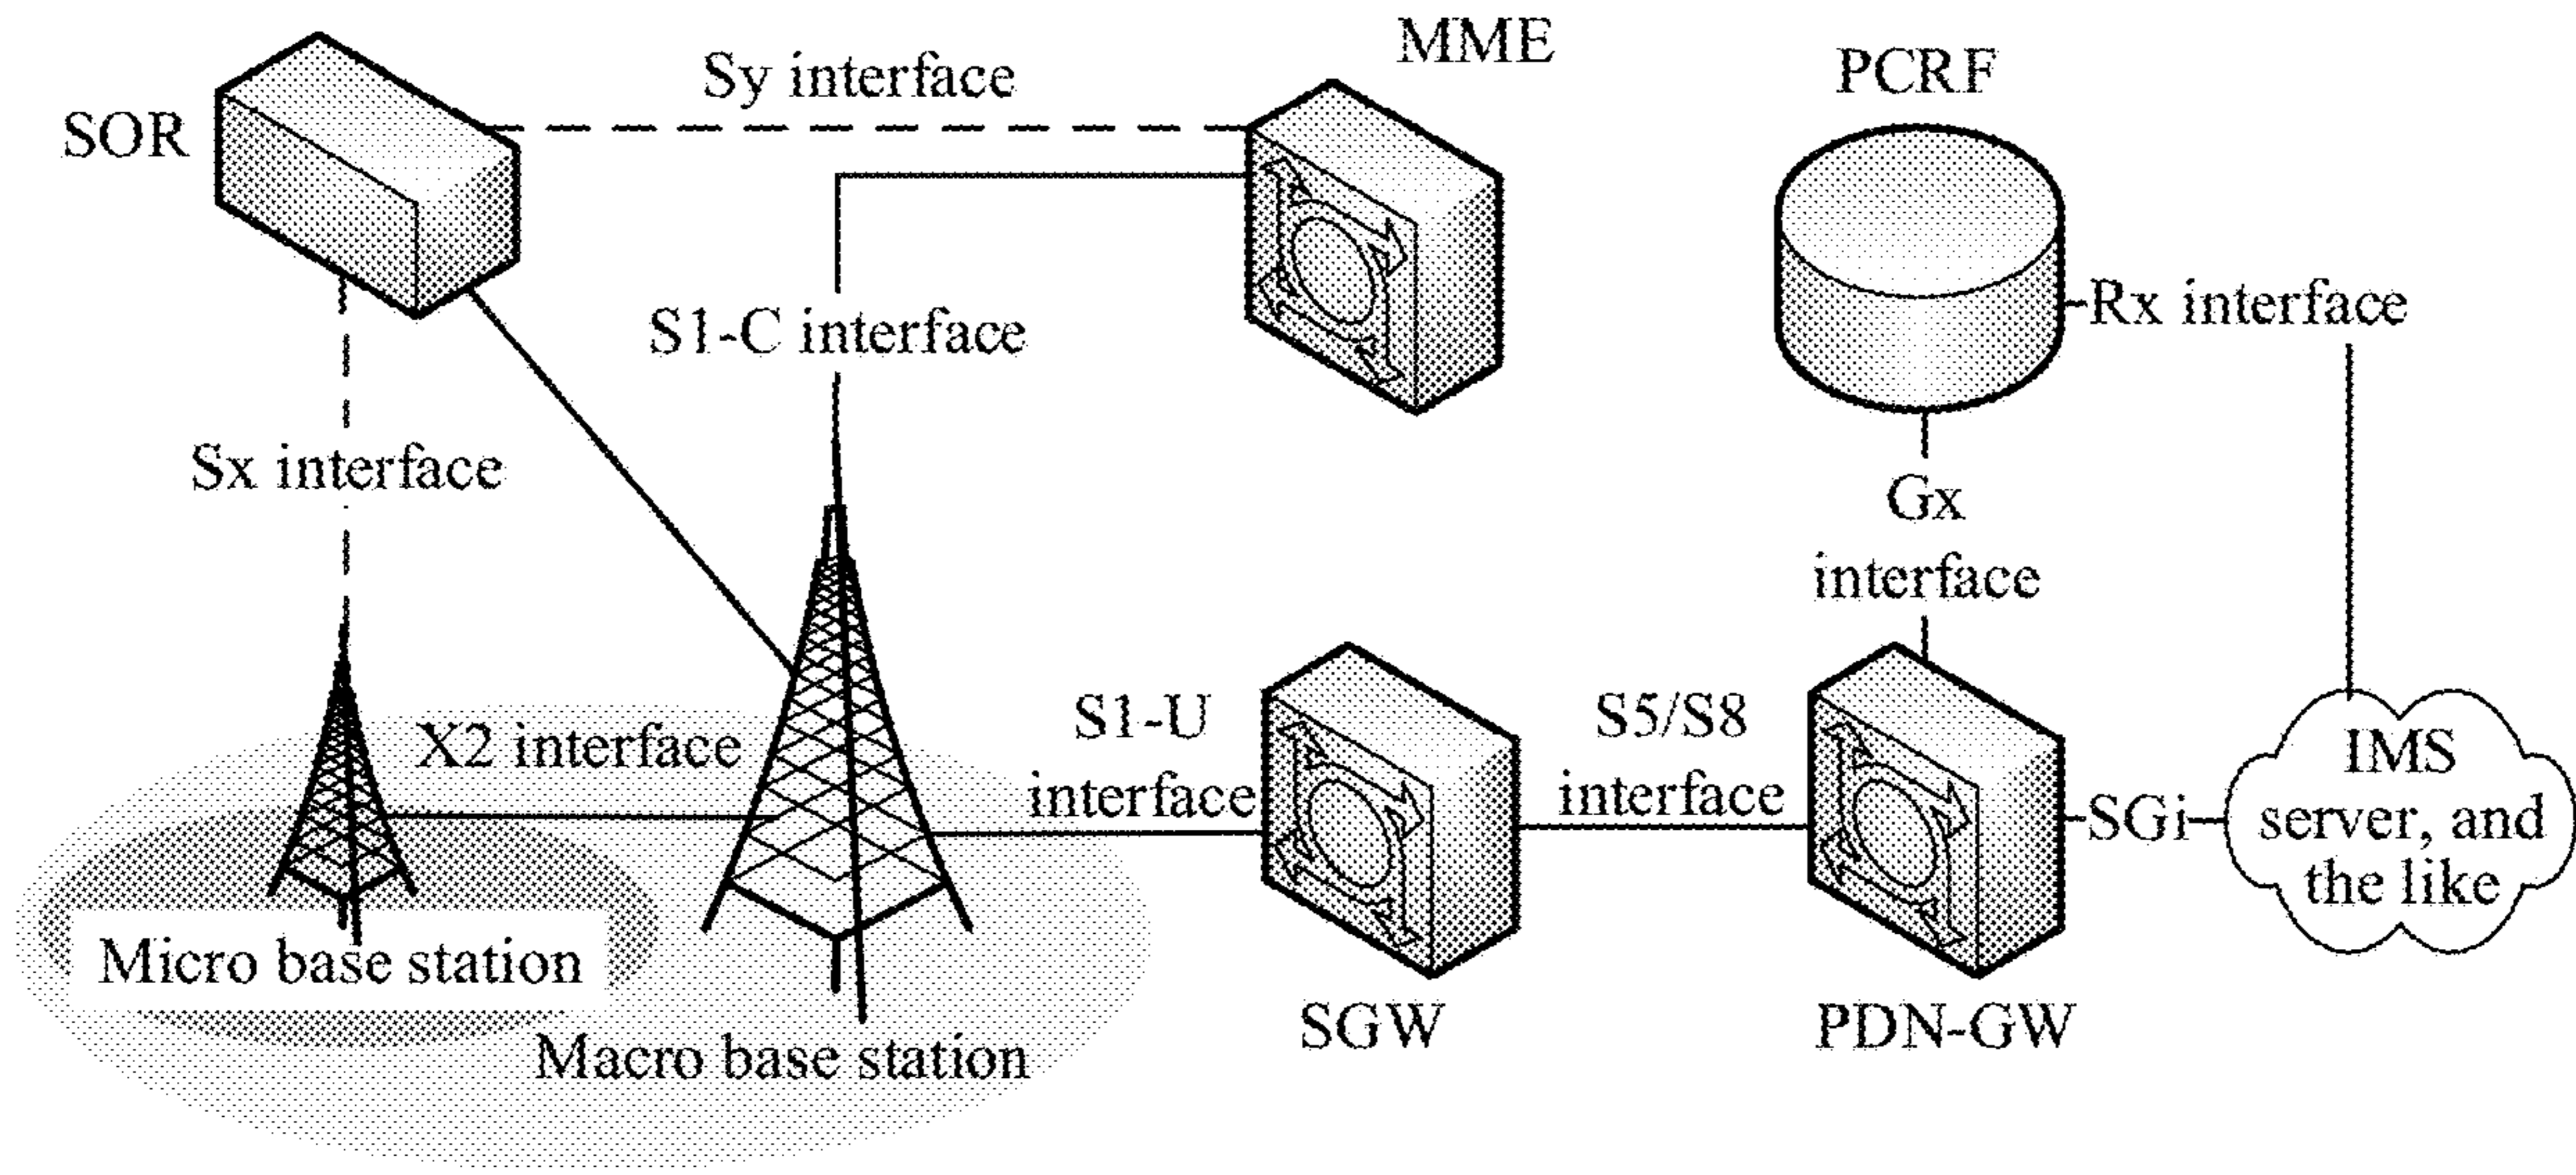 MME
Sy interface
PCRF
SOR
Rx interface
S1-C interface
Sx interface
Gx
interface
X2 interface
S1-U
interface
S5/S8
interface
SGi
IMS
server, and
the like
Micro base station
Macro base station
SGW
PDN-GW